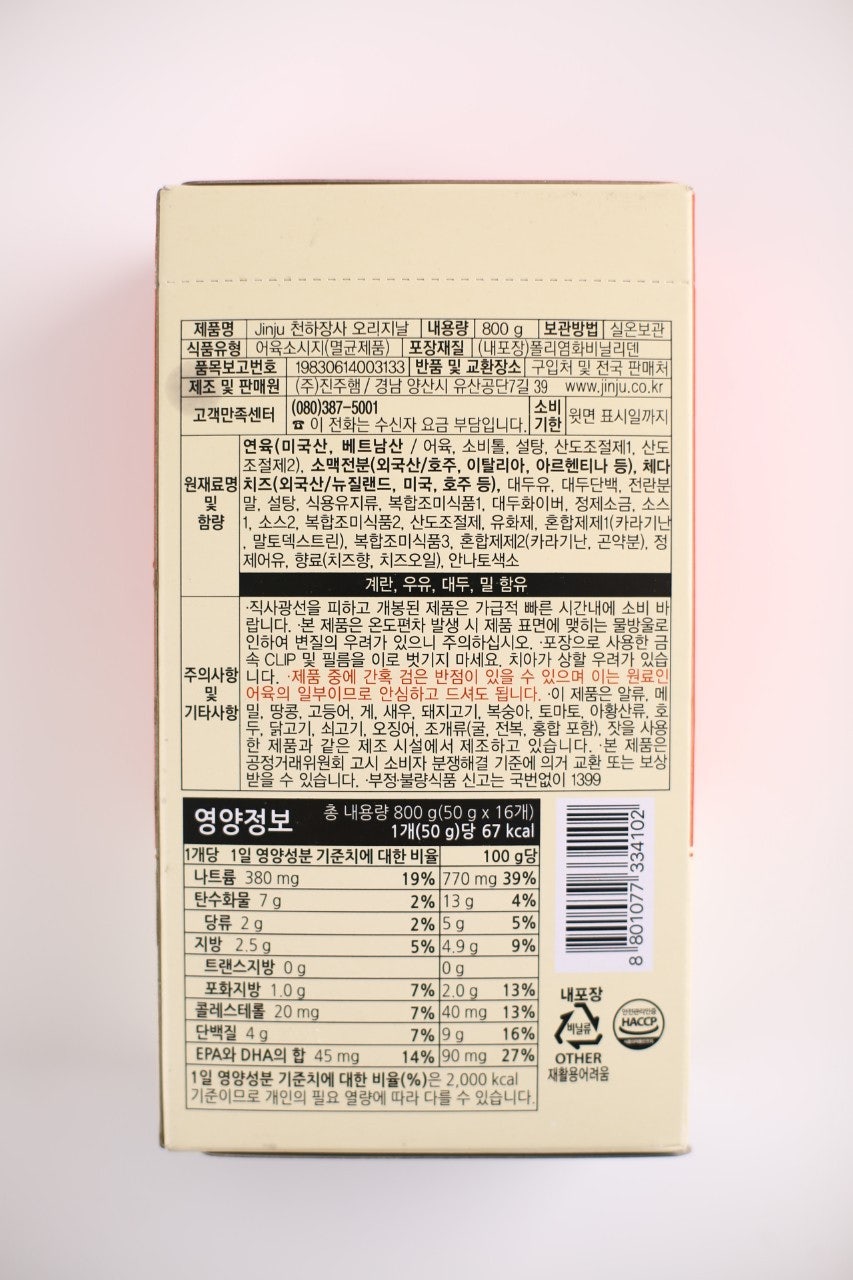 제품명 Jinju 천하장사 오리지날 내용량 800 g 보관방법 실온보관
식품유형 어육소시지(멸균제품) 포장재질 (내포장)폴리염화비닐리덴
품목보고번호 19830614003133 반품 및 교환장소 구입처 및 전국 판매처
제조 및 판매원 (주)진주햄/ 경남 양산시 유산공단7길 39 www.jinju.co.kr
고객만족센터 (080)387-5001
☎ 이 전화는 수신자 요금 부담입니다. 소비기한 윗면 표시일까지
원재료명 및 함량
연육(미국산, 베트남산 / 어육, 소비톨, 설탕, 산도조절제1, 산도
조절제2), 소맥전분(외국산/호주, 이탈리아, 아르헨티나 등), 체다
치즈(외국산/뉴질랜드, 미국, 호주 등), 대두유, 대두단백, 전란분
말, 설탕, 식용유지류, 복합조미식품1, 대두화이버, 정제소금, 소스
1, 소스2, 복합조미식품2, 산도조절제, 유화제, 혼합제제1(카라기난
, 말토덱스트린), 복합조미식품3, 혼합제제2(카라기난, 곤약분), 정
제어유, 향료(치즈향, 치즈오일), 안나토색소
계란, 우유, 대두, 밀 함유
주의사항 및 기타사항
·직사광선을 피하고 개봉된 제품은 가급적 빠른 시간내에 소비 바
랍니다. ·본 제품은 온도편차 발생 시 제품 표면에 맺히는 물방울로
인하여 변질의 우려가 있으니 주의하십시오. ·포장으로 사용한 금
속 CLIP 및 필름을 이로 벗기지 마세요. 치아가 상할 우려가 있습
니다. ·제품 중에 간혹 검은 반점이 있을 수 있으며 이는 원료인
어육의 일부이므로 안심하고 드셔도 됩니다. ·이 제품은 알류, 메
밀, 땅콩, 고등어, 게, 새우, 돼지고기, 복숭아, 토마토, 아황산류, 호
두, 닭고기, 쇠고기, 오징어, 조개류(굴, 전복, 홍합 포함), 잣을 사용
한 제품과 같은 제조 시설에서 제조하고 있습니다. ·본 제품은
공정거래위원회 고시 소비자 분쟁해결 기준에 의거 교환 또는 보상
받을 수 있습니다. ·부정·불량식품 신고는 국번없이 1399
영양정보 총 내용량 800 g(50 g x 16개)
1개(50 g)당 67 kcal
1개당 1일 영양성분 기준치에 대한 비율 100 g당
나트륨 380 mg 19% 770 mg 39%
탄수화물 7 g 2% 13 g 4%
당류 2 g 2% 5 g 5%
지방 2.5 g 5% 4.9 g 9%
트랜스지방 0 g 0 g
포화지방 1.0 g 7% 2.0 g 13%
콜레스테롤 20 mg 7% 40 mg 13%
단백질 4 g 7% 9 g 16%
EPA와 DHA의 합 45 mg 14% 90 mg 27%
1일 영양성분 기준치에 대한 비율(%)은 2,000 kcal
기준이므로 개인의 필요 열량에 따라 다를 수 있습니다.
8 801077 334102
내포장
비닐류
OTHER
재활용어려움
HACCP